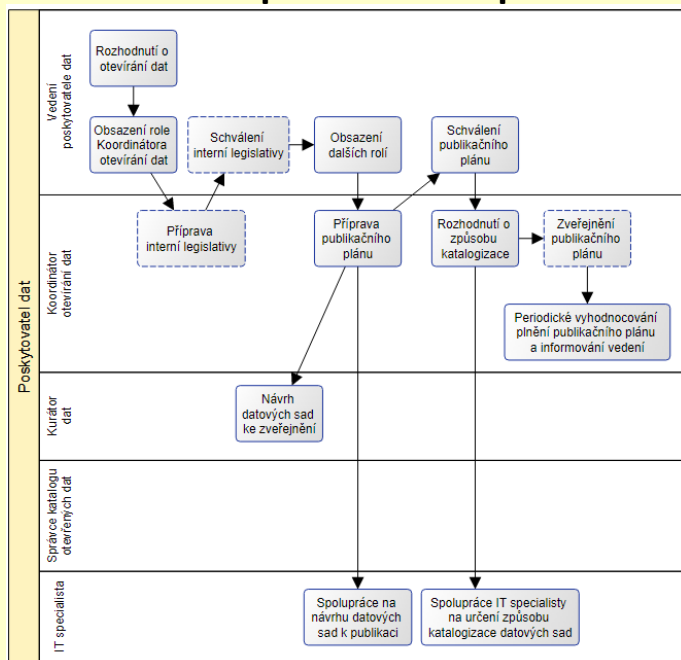 Poskytovatel dat
Vedení
poskytovatele dat
Rozhodnutí o
otevírání dat
Obsazení role
Koordinátora
otevírání dat
Schválení
interní legislativy
Obsazení
dalších rolí
Schválení
publikačního
plánu
Koordinátor
otevírání dat
Příprava
interní legislativy
Příprava
publikačního
plánu
Rozhodnutí o
způsobu
katalogizace
Zveřejnění
publikačního
plánu
Periodické vyhodnocování
plnění publikačního plánu
a informování vedení
Kurátor
dat
Návrh
datových sad
ke zveřejnění
Správce katalogu
otevřených dat
IT specialista
Spolupráce na
návrhu datových
sad k publikaci
Spolupráce IT specialisty
na určení způsobu
katalogizace datových sad